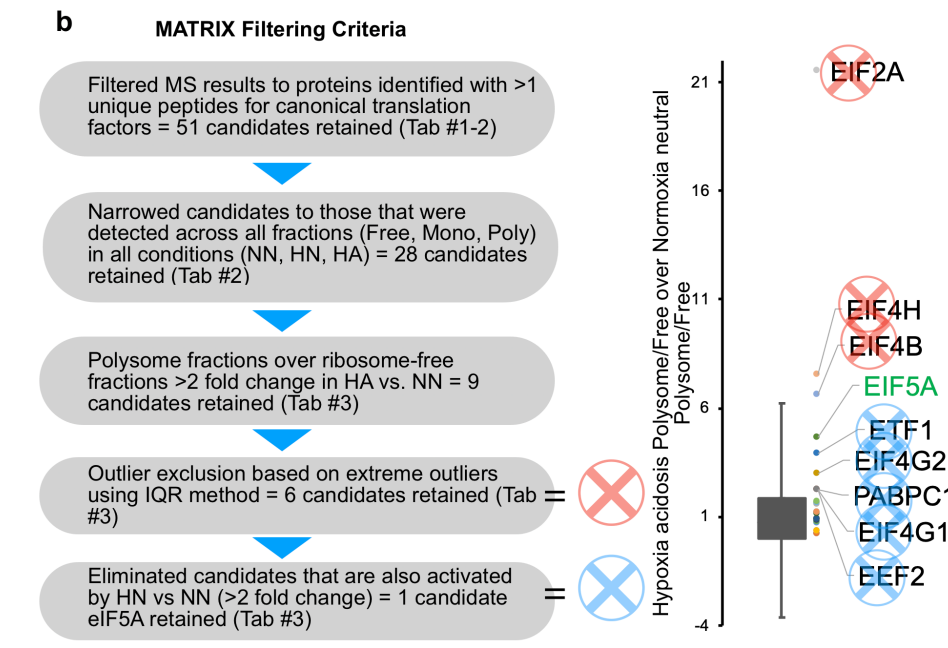 b
MATRIX Filtering Criteria
Filtered MS results to proteins identified with >1
unique peptides for canonical translation
factors = 51 candidates retained (Tab #1-2)
Narrowed candidates to those that were
detected across all fractions (Free, Mono, Poly)
in all conditions (NN, HN, HA) = 28 candidates
retained (Tab #2)
Polysome fractions over ribosome-free
fractions >2 fold change in HA vs. NN = 9
candidates retained (Tab #3)
Outlier exclusion based on extreme outliers
using IQR method = 6 candidates retained (Tab
#3)
=
Eliminated candidates that are also activated
by HN vs NN (>2 fold change) = 1 candidate
eIF5A retained (Tab #3)
=
Hypoxia acidosis Polysome/Free over Normoxia neutral
Polysome/Free
21
16
11
6
1
-4
EIF2A
EIF4H
EIF4B
EIF5A
ETF1
EIF4G2
PABPC1
EIF4G1
EEF2